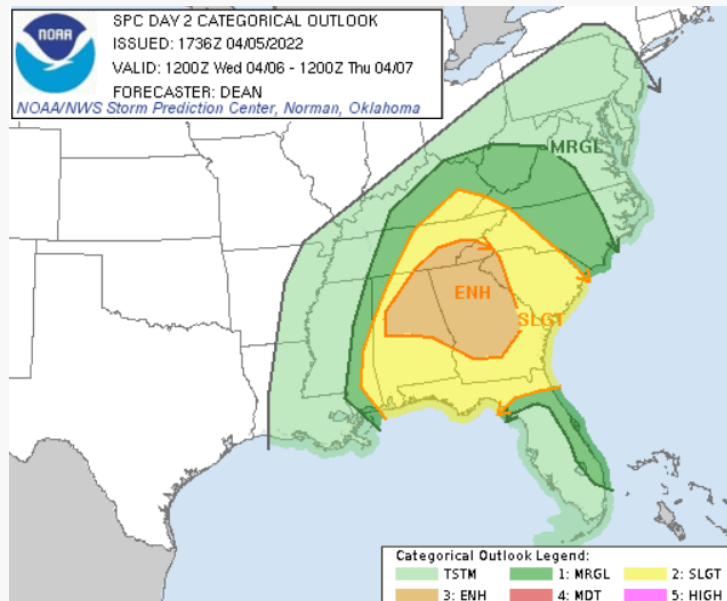 NOAA
SPC DAY 2 CATEGORICAL OUTLOOK
ISSUED: 1736Z 04/05/2022
VALID: 1200Z Wed 04/06 - 1200Z Thu 04/07
FORECASTER: DEAN
NOAA/NWS Storm Prediction Center, Norman, Oklahoma
MRGL
ENH
SLGT
Categorical Outlook Legend:
TSTM 1: MRGL 2: SLGT
3: ENH 4: MDT 5: HIGH